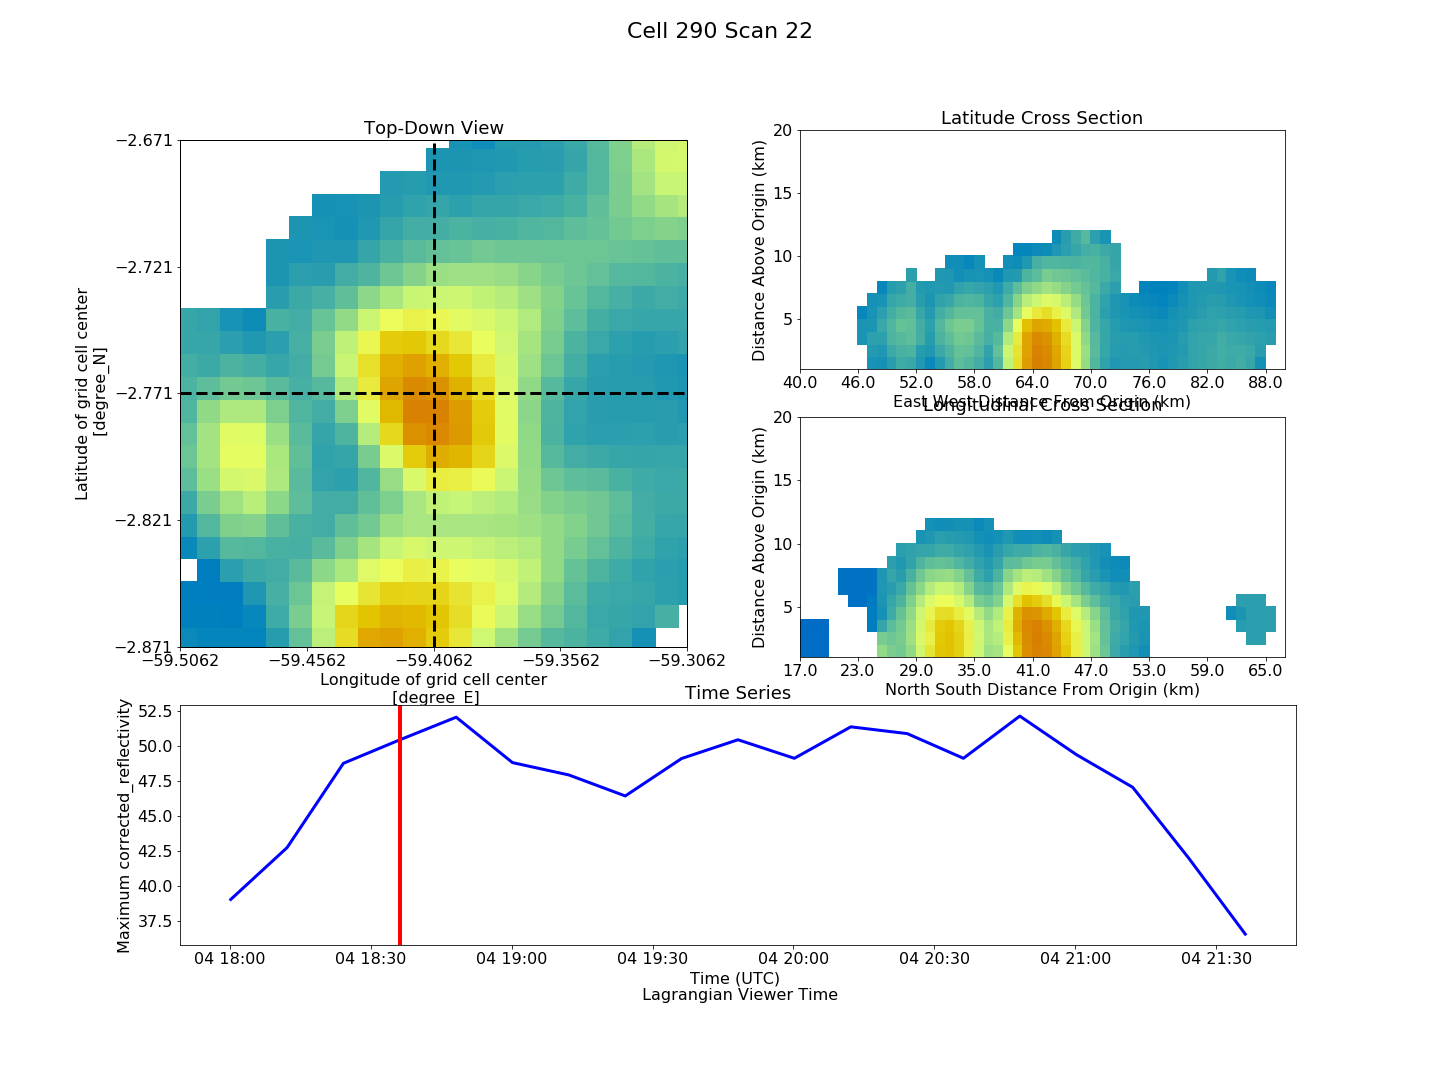 Cell 290 Scan 22
Top-Down View
−2.671
−2.721
−2.771
−2.821
−2.871
Latitude of grid cell center
[degree_N]
−59.5062 −59.4562 −59.4062 −59.3562 −59.3062
Longitude of grid cell center
[degree_E]
Latitude Cross Section
20
15
10
5
Distance Above Origin (km)
40.0 46.0 52.0 58.0 64.0 70.0 76.0 82.0 88.0
East West Distance From Origin (km)
Longitudinal Cross Section
20
15
10
5
Distance Above Origin (km)
17.0 23.0 29.0 35.0 41.0 47.0 53.0 59.0 65.0
North South Distance From Origin (km)
Time Series
52.5
50.0
47.5
45.0
42.5
40.0
37.5
Maximum corrected_reflectivity
04 18:00 04 18:30 04 19:00 04 19:30 04 20:00 04 20:30 04 21:00 04 21:30
Time (UTC)
Lagrangian Viewer Time